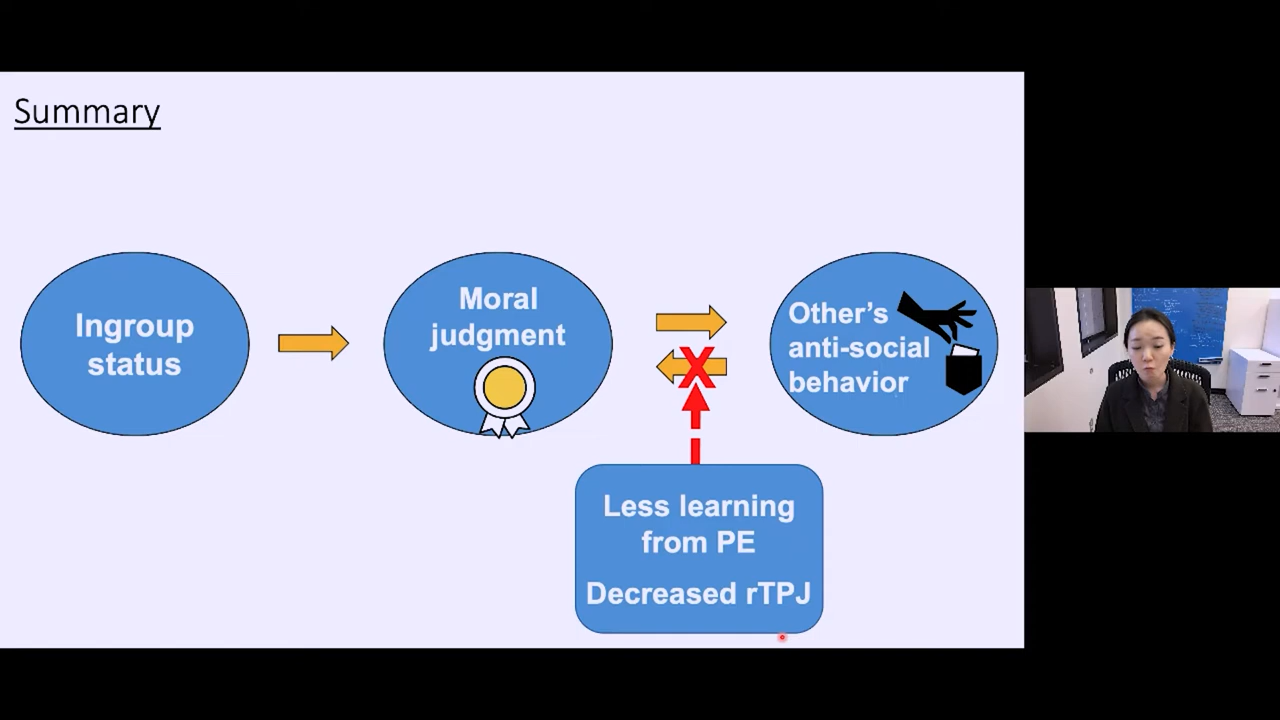 Summary
Ingroup
status
Moral
judgment
Other's
anti-social
behavior
X
Less learning
from PE
Decreased rTPJ